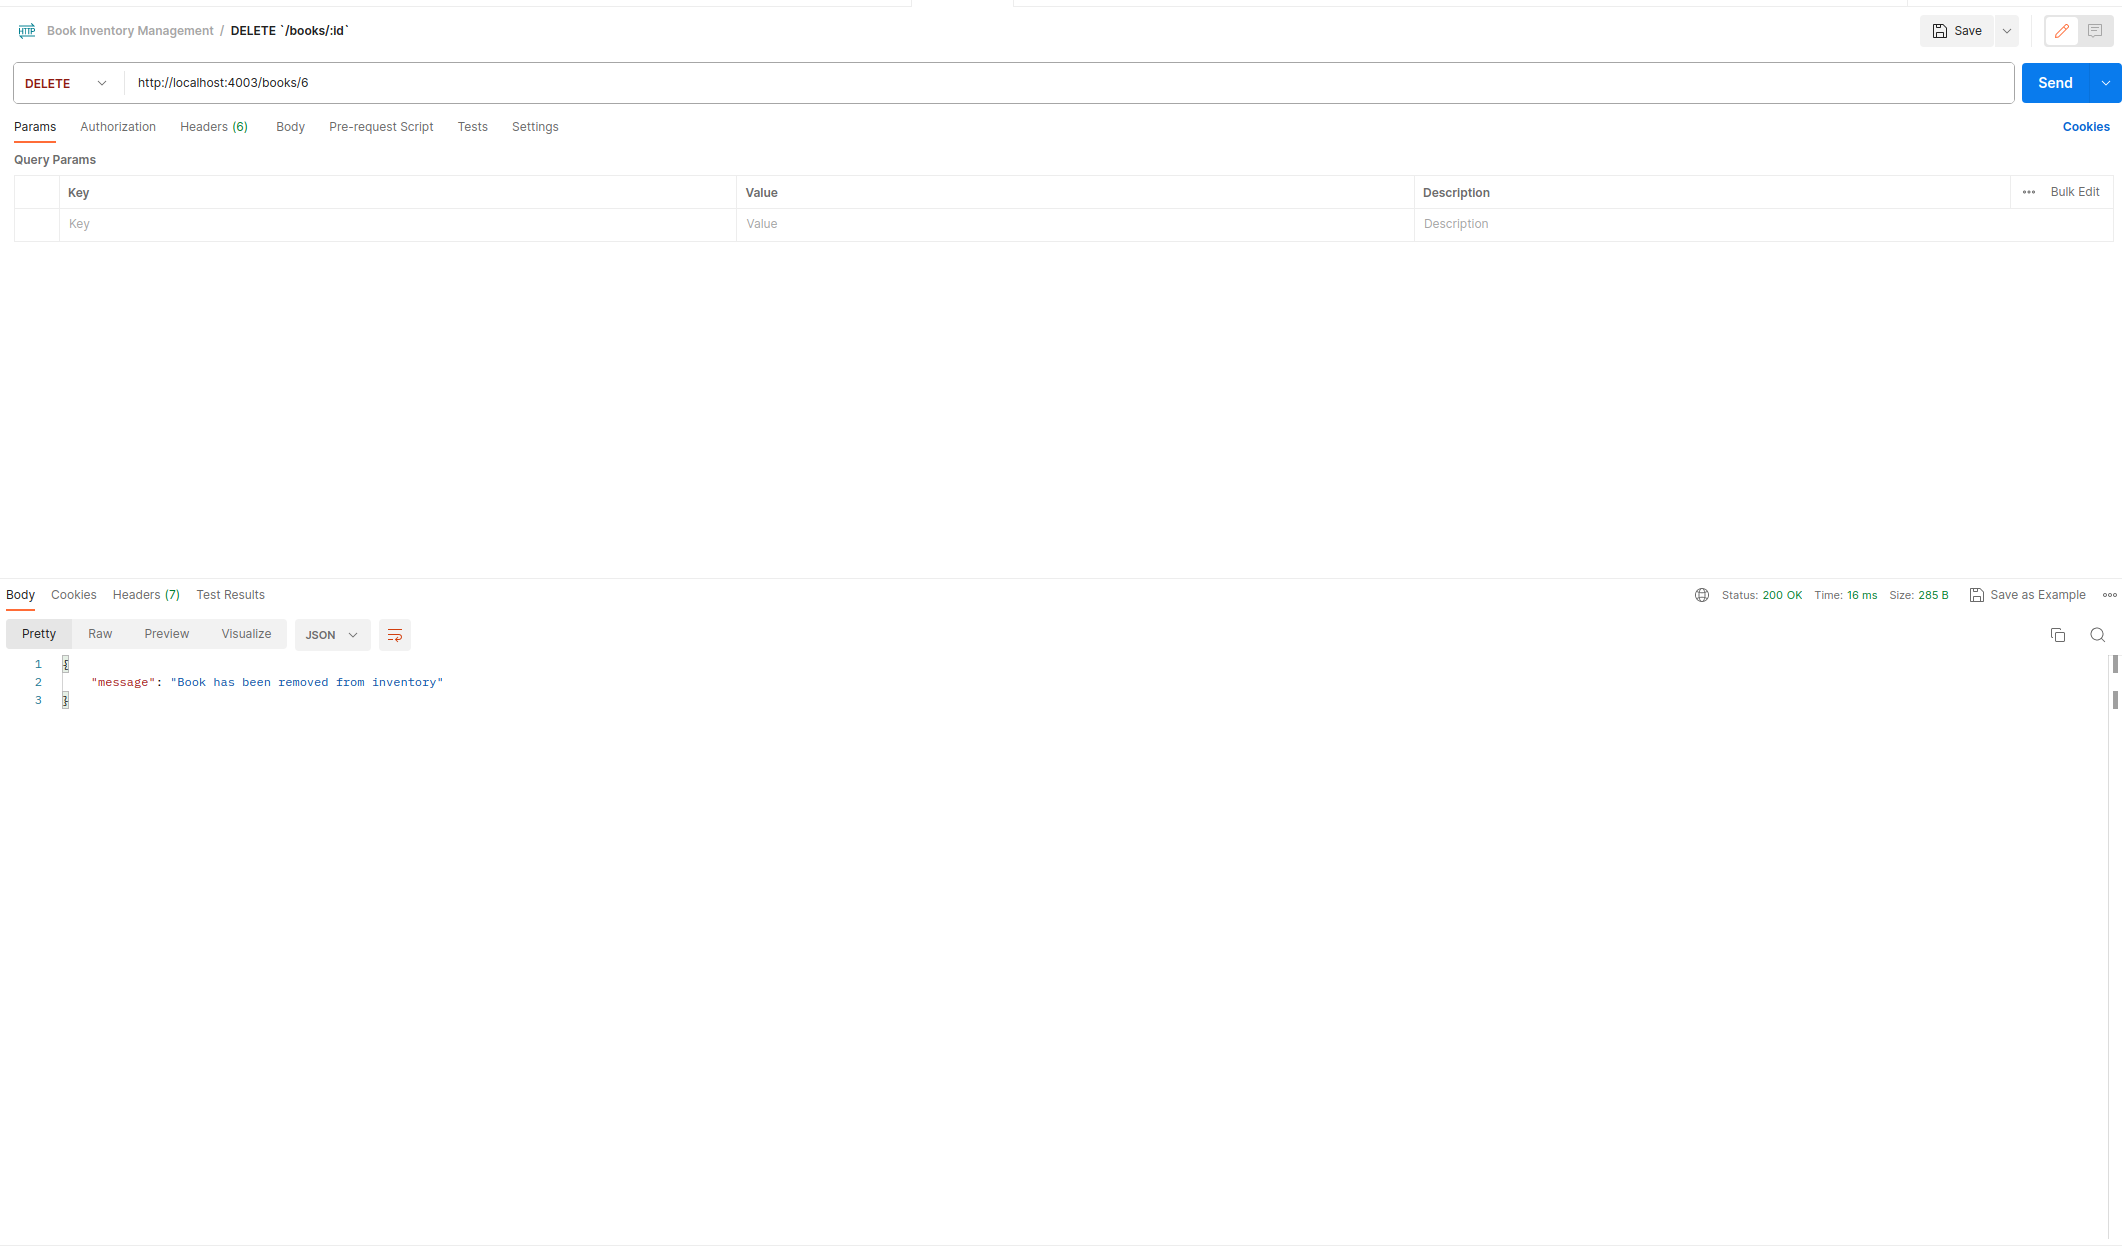 HTTP Book Inventory Management / DELETE `/books/:id` Save
DELETE http://localhost:4003/books/6 Send
Params Authorization Headers (6) Body Pre-request Script Tests Settings Cookies
Query Params
Key Value Description Bulk Edit
Key Value Description
Body Cookies Headers (7) Test Results Status: 200 OK Time: 16 ms Size: 285 B Save as Example
Pretty Raw Preview Visualize JSON
1 {
2 "message": "Book has been removed from inventory"
3 }